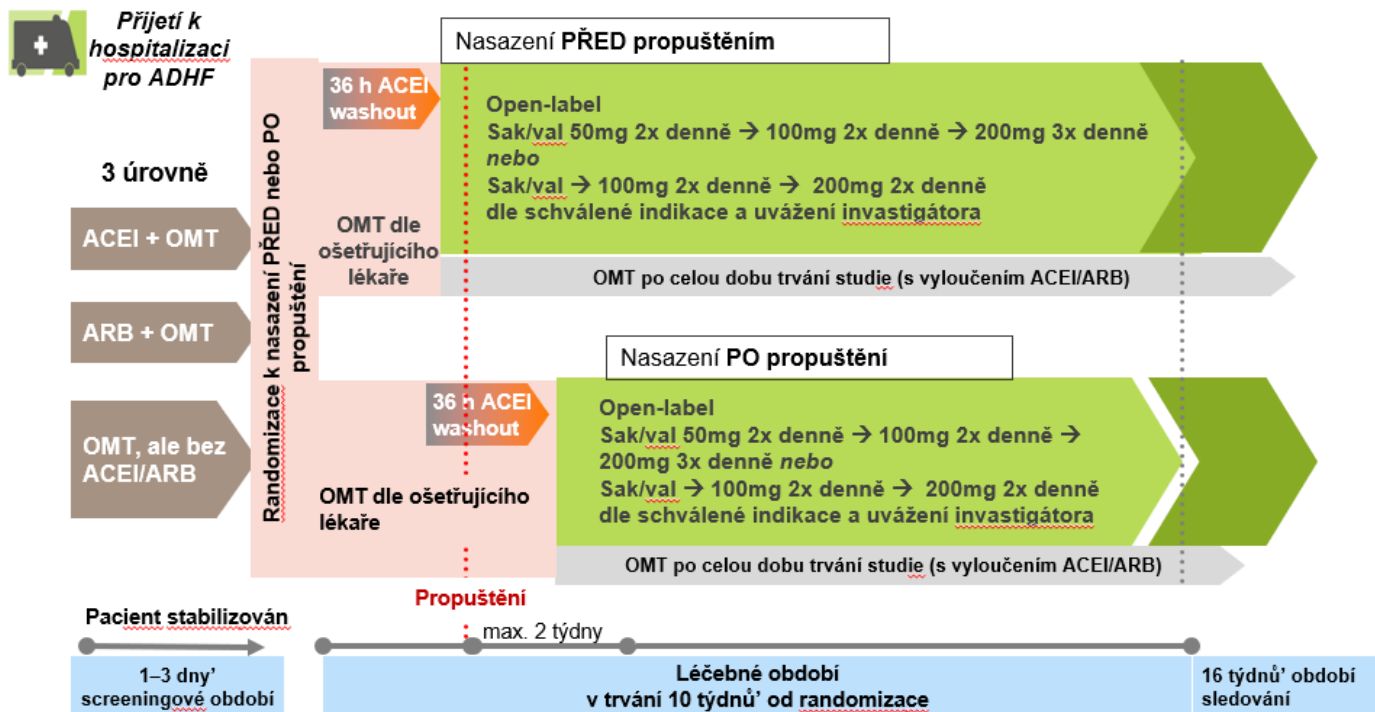 Přijetí k
hospitalizaci
pro ADHF
3 úrovně
ACEI + OMT
ARB + OMT
OMT, ale bez
ACEI/ARB
Randomizace k nasazení PŘED nebo PO
propuštění
Nasazení PŘED propuštěním
36 h ACEI
washout
Open-label
Sak/val 50mg 2x denně → 100mg 2x denně → 200mg 3x denně
nebo
Sak/val → 100mg 2x denně → 200mg 2x denně
dle schválené indikace a uvážení invastigátora
OMT dle
ošetřujícího
lékaře
OMT po celou dobu trvání studie (s vyloučením ACEI/ARB)
Nasazení PO propuštění
36 h ACEI
washout
Open-label
Sak/val 50mg 2x denně → 100mg 2x denně →
200mg 3x denně nebo
Sak/val → 100mg 2x denně → 200mg 2x denně
dle schválené indikace a uvážení invastigátora
OMT dle ošetřujícího
lékaře
OMT po celou dobu trvání studie (s vyloučením ACEI/ARB)
Propuštění
Pacient stabilizován
max. 2 týdny
1–3 dny’
screeningové období
Léčebné období
v trvání 10 týdnů’ od randomizace
16 týdnů’ období
sledování